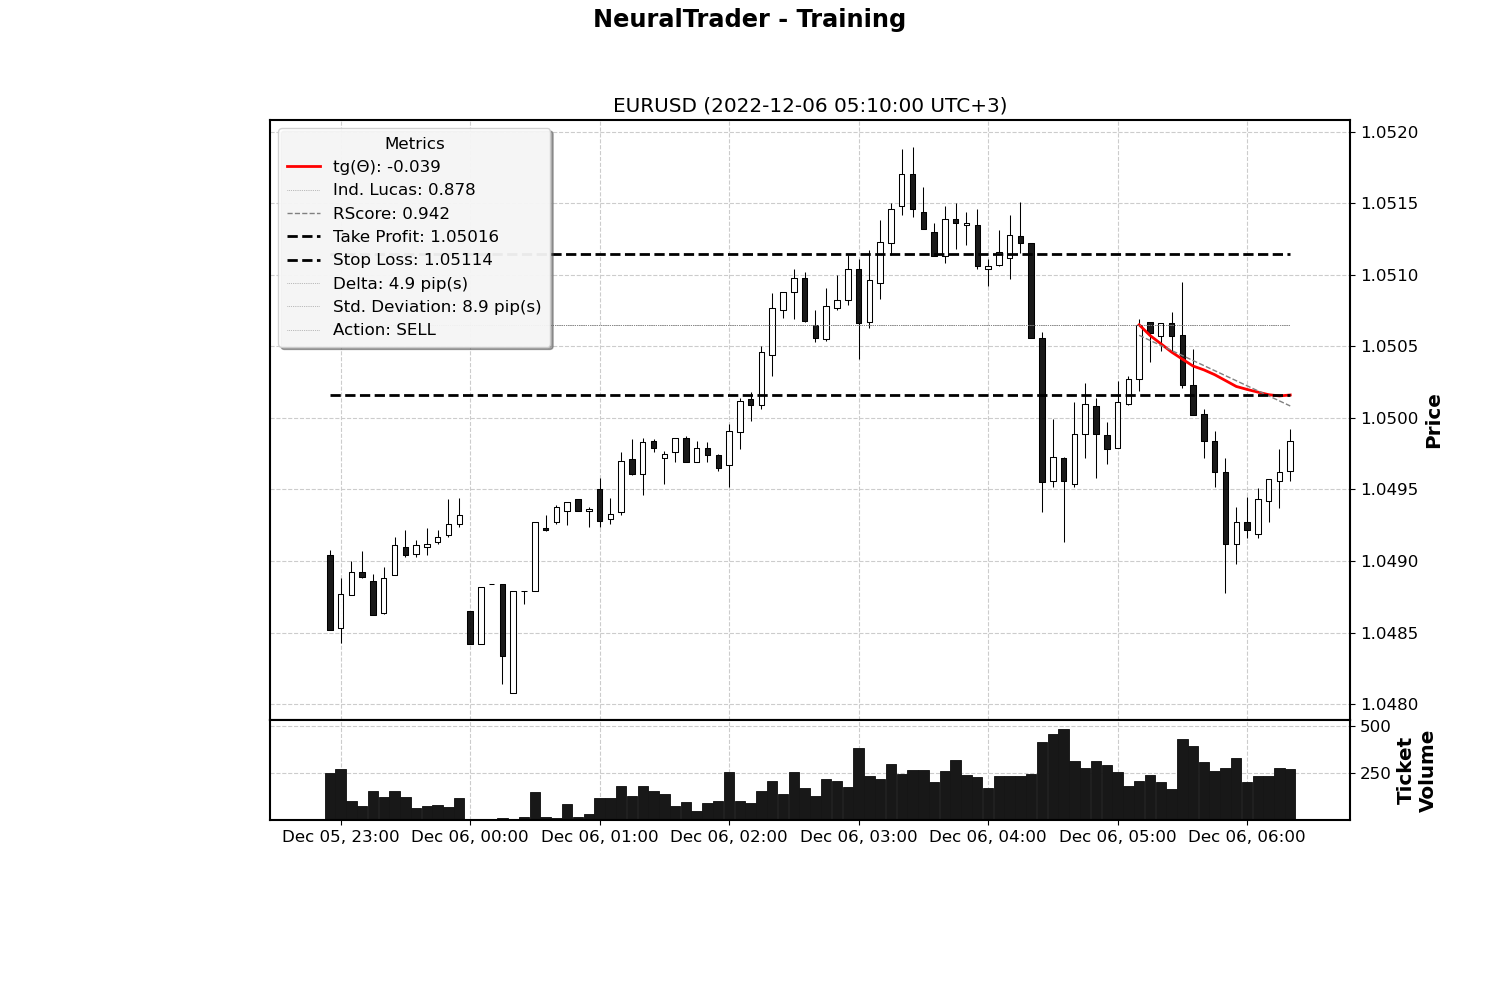 NeuralTrader - Training
EURUSD (2022-12-06 05:10:00 UTC+3)
Metrics
tg(Θ): -0.039
Ind. Lucas: 0.878
RScore: 0.942
Take Profit: 1.05016
Stop Loss: 1.05114
Delta: 4.9 pip(s)
Std. Deviation: 8.9 pip(s)
Action: SELL
1.0520
1.0515
1.0510
1.0505
1.0500
1.0495
1.0490
1.0485
1.0480
Price
500
250
Ticket
Volume
Dec 05, 23:00 Dec 06, 00:00 Dec 06, 01:00 Dec 06, 02:00 Dec 06, 03:00 Dec 06, 04:00 Dec 06, 05:00 Dec 06, 06:00